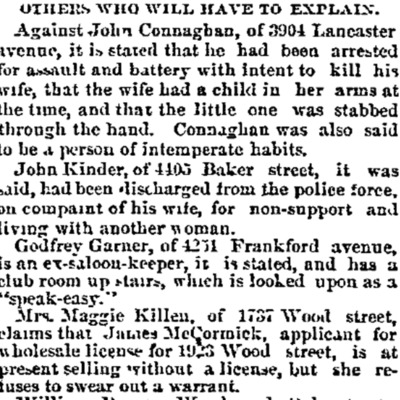 OTHERS WHO WILL HAVE TO EXPLAIN.
Against John Connaghan, of 3904 Lancaster
avenue, it is stated that he had been arrested
for assault and battery with intent to kill his
wife, that the wife had a child in her arms at
the time, and that the little one was stabbed
through the hand. Connaghan was also said
to be a person of intemperate habits.
John Kinder, of 4405 Baker street, it was
said, had been discharged from the police force,
on compaint of his wife, for non-support and
living with another woman.
Godfrey Garner, of 4251 Frankford avenue,
is an ex-saloon-keeper, it is stated, and has a
club room up stairs, which is looked upon as a
"speak-easy."
Mrs. Maggie Killen, of 1737 Wood street,
claims that James McCormick, applicant for
wholesale license for 1923 Wood street, is at
present selling without a license, but she re-
fuses to swear out a warrant.